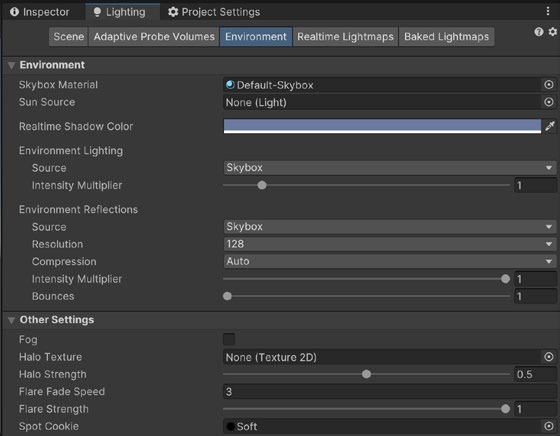 Inspector Lighting Project Settings
Scene Adaptive Probe Volumes Environment Realtime Lightmaps Baked Lightmaps
Environment
Skybox Material Default-Skybox
Sun Source None (Light)
Realtime Shadow Color
Environment Lighting
Source Skybox
Intensity Multiplier 1
Environment Reflections
Source Skybox
Resolution 128
Compression Auto
Intensity Multiplier 1
Bounces 1
Other Settings
Fog
Halo Texture None (Texture 2D)
Halo Strength 0.5
Flare Fade Speed 3
Flare Strength 1
Spot Cookie Soft